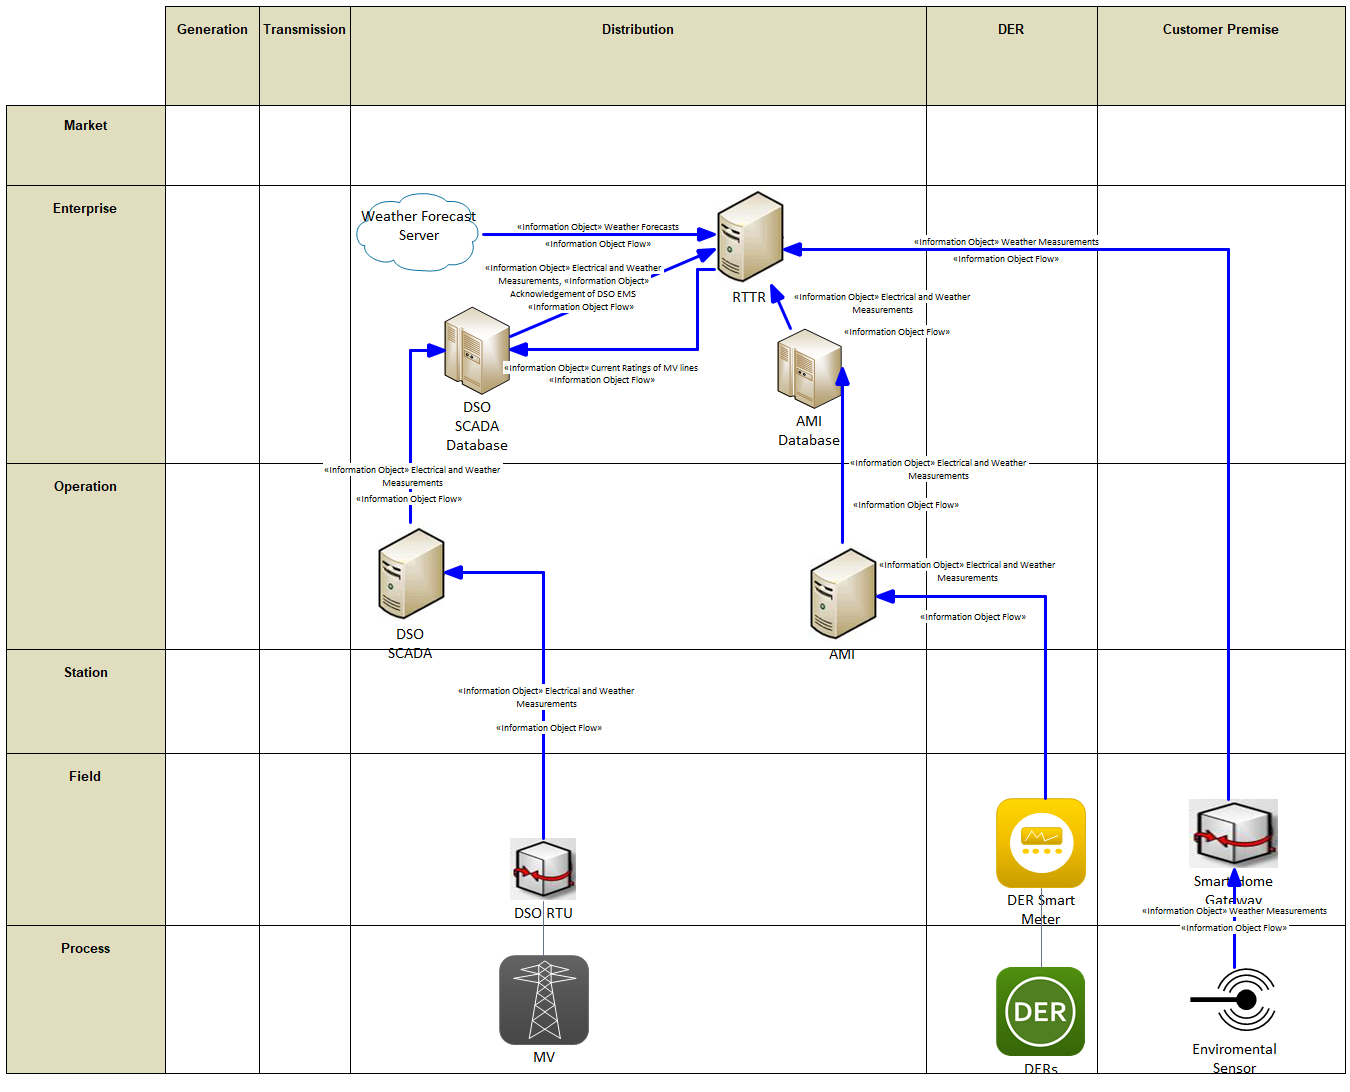 Generation
Transmission
Distribution
DER
Customer Premise
Market
Enterprise
Weather Forecast
Server
«Information Object» Weather Forecasts
«Information Object Flow»
«Information Object» Electrical and Weather
Measurements, «Information Object»
Acknowledgement of DSO EMS
«Information Object Flow»
RTTR
«Information Object» Weather Measurements
«Information Object Flow»
«Information Object» Electrical and Weather
Measurements
«Information Object Flow»
«Information Object» Current Ratings of MV lines
«Information Object Flow»
DSO
SCADA
Database
AMI
Database
Operation
«Information Object» Electrical and Weather
Measurements
«Information Object Flow»
«Information Object» Electrical and Weather
Measurements
«Information Object Flow»
DSO
SCADA
AMI
«Information Object» Electrical and Weather
Measurements
«Information Object Flow»
Station
«Information Object» Electrical and Weather
Measurements
«Information Object Flow»
Field
DSO RTU
DER Smart
Meter
Smart Home
Gateway
«Information Object» Weather Measurements
«Information Object Flow»
Process
MV
DER
DERs
Enviromental
Sensor